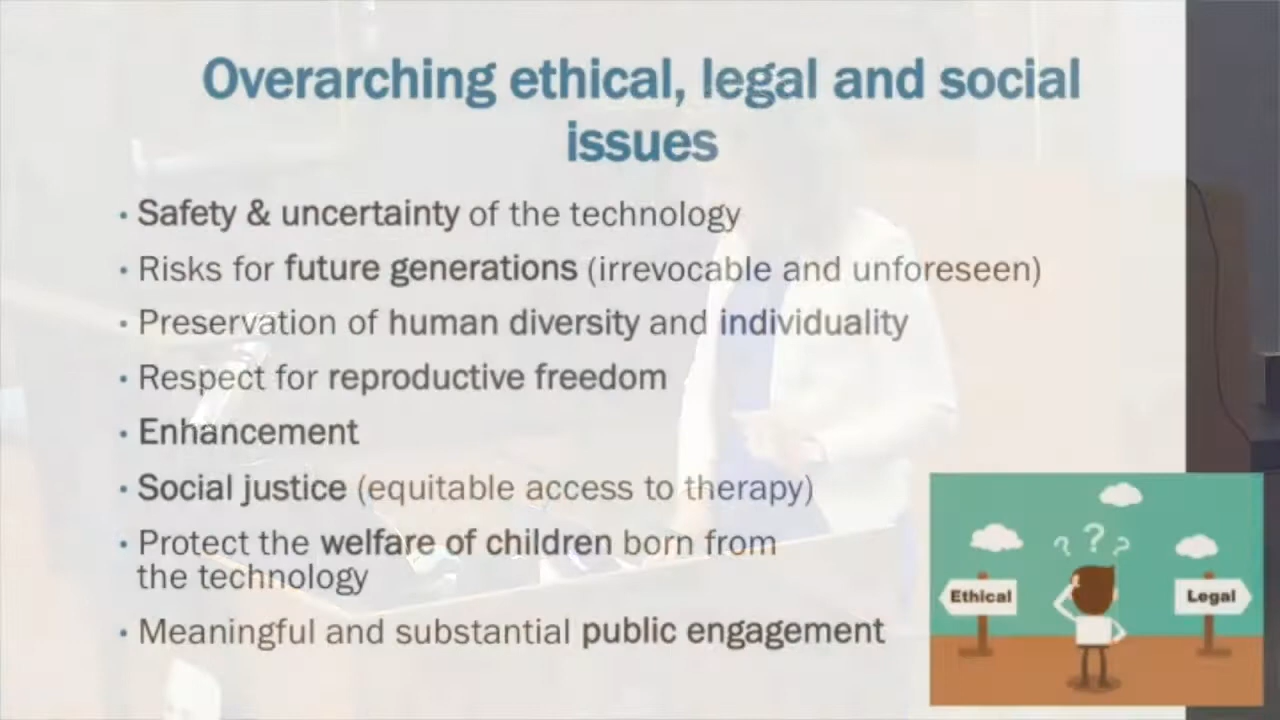 Overarching ethical, legal and social
issues
• Safety & uncertainty of the technology
• Risks for future generations (irrevocable and unforeseen)
• Preservation of human diversity and individuality
• Respect for reproductive freedom
• Enhancement
• Social justice (equitable access to therapy)
• Protect the welfare of children born from
the technology
• Meaningful and substantial public engagement
? ? ?
Ethical
Legal